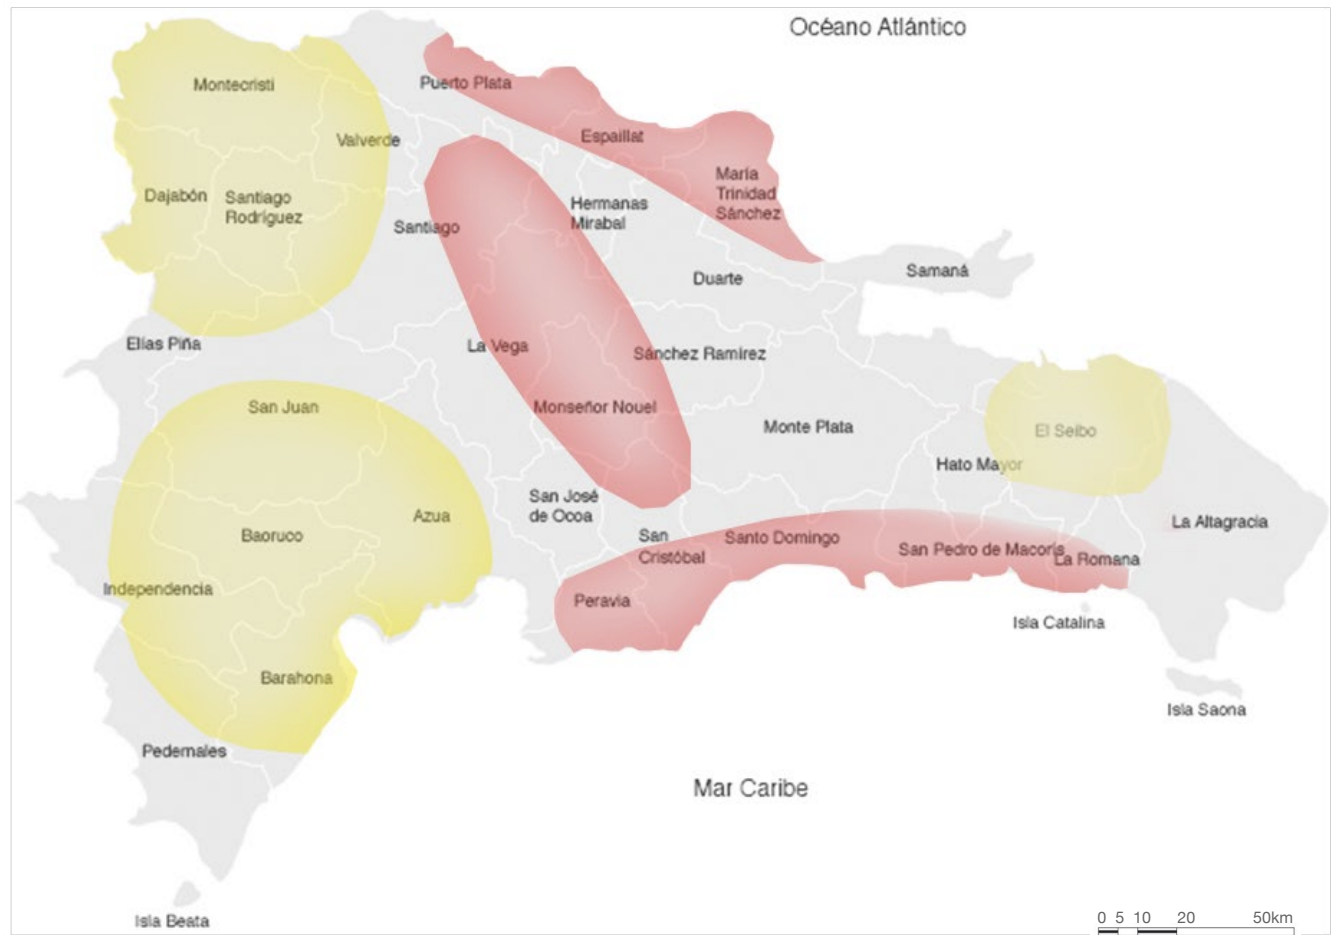 Océano Atlántico
Montecristi
Puerto Plata
Valverde
Espaillat
María
Trinidad
Sánchez
Dajabón
Santiago
Rodríguez
Hermanas
Mirabal
Santiago
Samaná
Duarte
Elías Piña
La Vega
Sánchez Ramirez
San Juan
Monseñor Nouel
Monte Plata
El Seibo
Hato Mayor
San José
de Ocoa
Azua
La Altagracia
Baoruco
San
Cristóbal
Santo Domingo
San Pedro de Macorís
La Romana
Independencia
Peravia
Isla Catalina
Barahona
Isla Saona
Pedernales
Mar Caribe
Isla Beata
0 5 10 20 50km